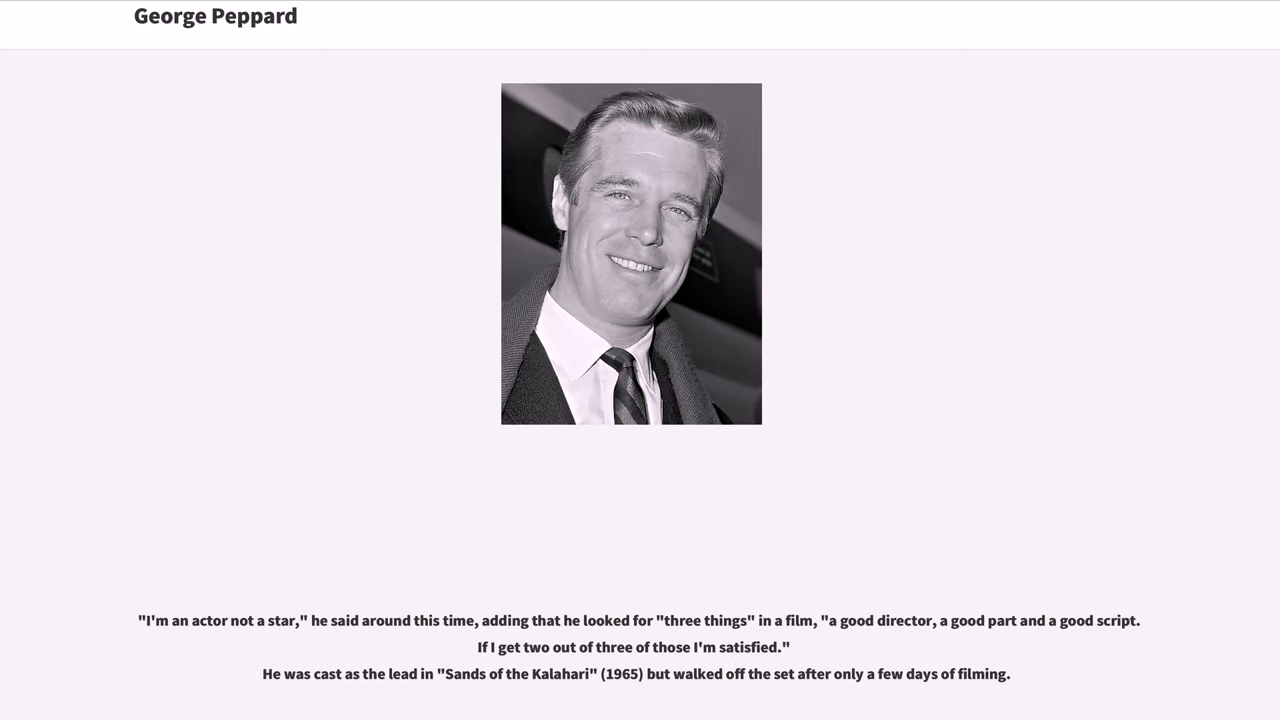 George Peppard
"I'm an actor not a star," he said around this time, adding that he looked for "three things" in a film, "a good director, a good part and a good script.
If I get two out of three of those I'm satisfied."
He was cast as the lead in "Sands of the Kalahari" (1965) but walked off the set after only a few days of filming.